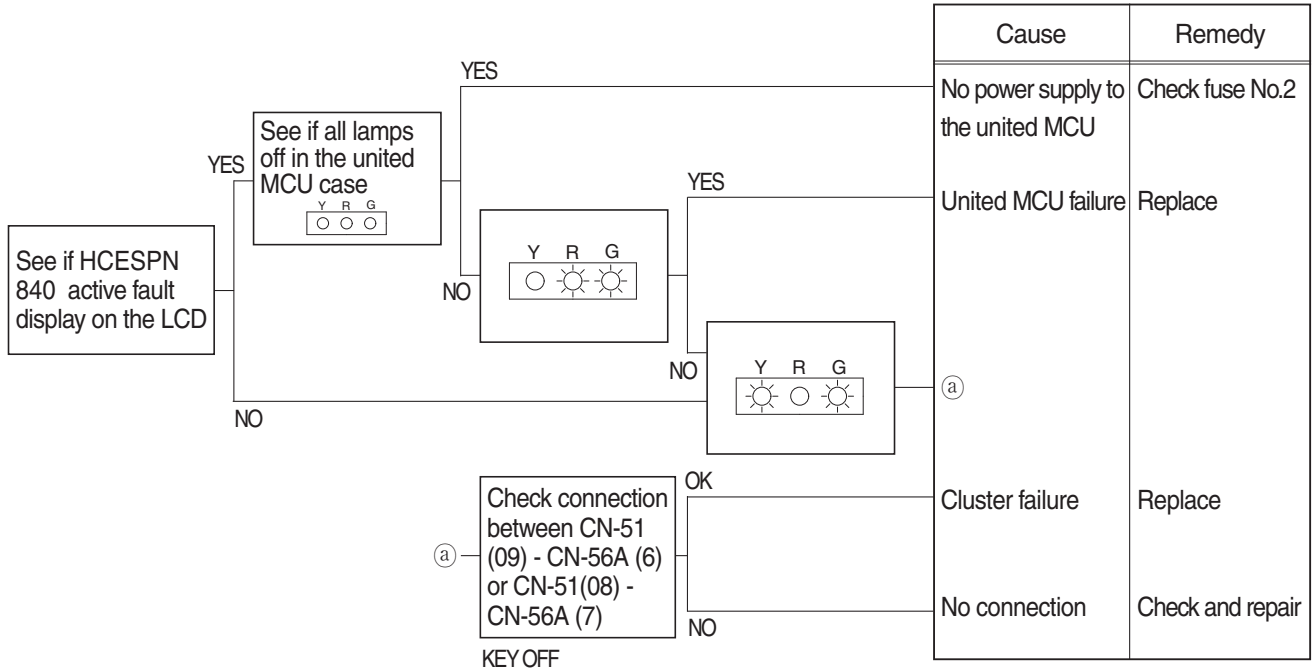 Cause Remedy
YES
No power supply to Check fuse No.2
the united MCU
See if all lamps
off in the united
MCU case
Y R G
YES
YES
United MCU failure Replace
See if HCESPN
840 active fault
display on the LCD
Y R G
NO
NO
Y R G
ⓐ
NO
Check connection
between CN-51
(09) - CN-56A (6)
or CN-51(08) -
CN-56A (7)
ⓐ
OK
Cluster failure Replace
No connection Check and repair
NO
KEY OFF